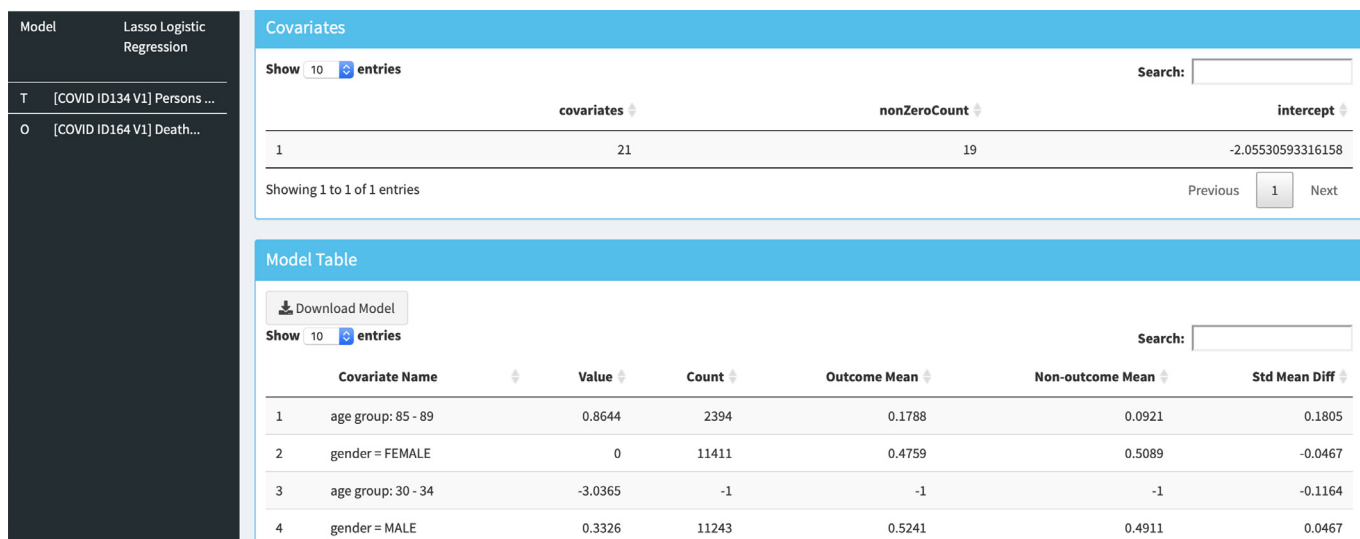 Model Lasso Logistic
Regression
T [COVID ID134 V1] Persons ...
O [COVID ID164 V1] Death...
Covariates
Show 10 entries Search:
covariates nonZeroCount intercept
1 21 19 -2.05530593316158
Showing 1 to 1 of 1 entries Previous 1 Next
Model Table
Download Model
Show 10 entries Search:
Covariate Name Value Count Outcome Mean Non-outcome Mean Std Mean Diff
1 age group: 85 - 89 0.8644 2394 0.1788 0.0921 0.1805
2 gender = FEMALE 0 11411 0.4759 0.5089 -0.0467
3 age group: 30 - 34 -3.0365 -1 -1 -1 -0.1164
4 gender = MALE 0.3326 11243 0.5241 0.4911 0.0467